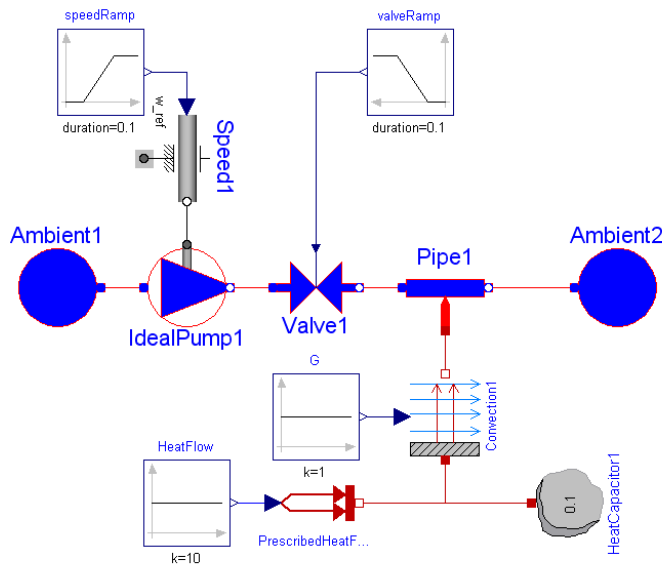 speedRamp
valveRamp
duration=0.1
duration=0.1
w_ref
Speed1
Ambient1
Ambient2
Pipe1
IdealPump1
Valve1
G
Convection1
k=1
HeatFlow
k=10
PrescribedHeatF...
0.1
HeatCapacitor1